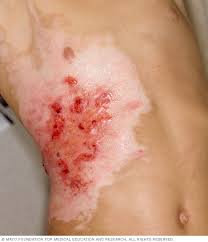 © MAYO FOUNDATION FOR MEDICAL EDUCATION AND RESEARCH. ALL RIGHTS RESERVED.